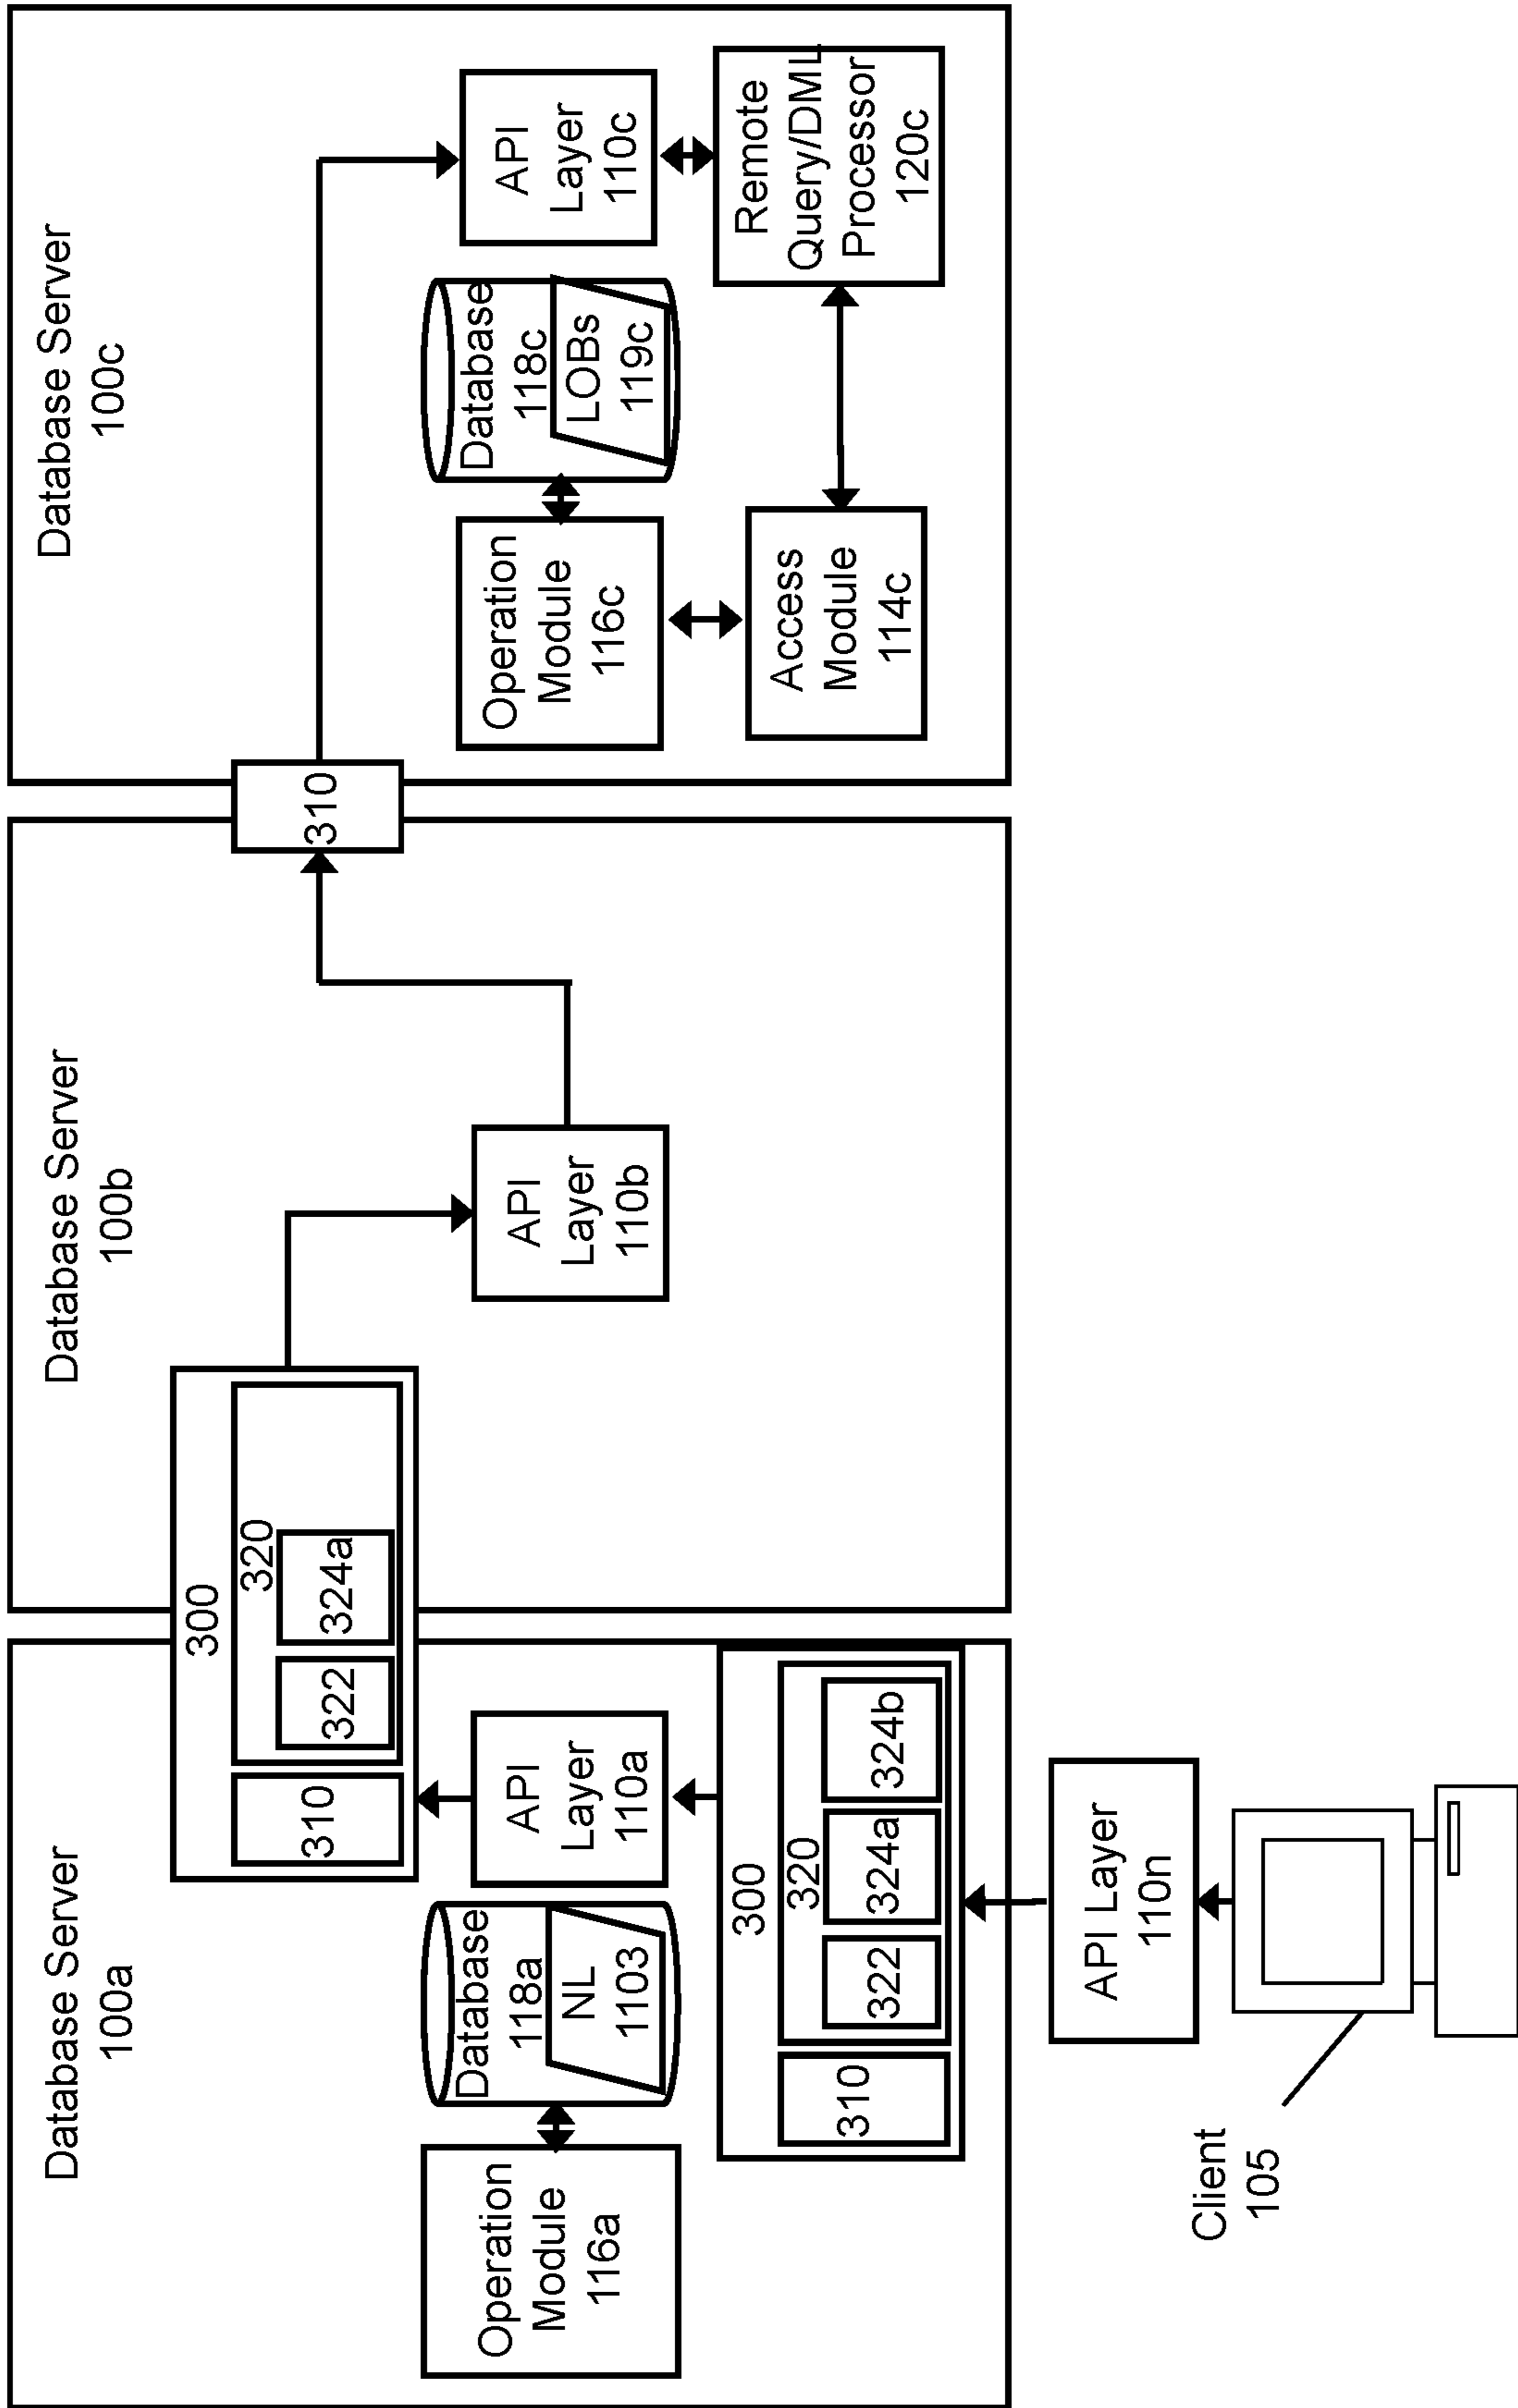 Database Server
100a
Operation
Module
116a
Database
118a
NL
1103
API
Layer
110a
300
310
320
322
324a
300
310
320
322
324a
324b
API Layer
110n
Client
105
Database Server
100b
API
Layer
110b
310
Database Server
100c
Operation
Module
116c
Database
118c
LOBs
119c
API
Layer
110c
Access
Module
114c
Remote
Query/DML
Processor
120c